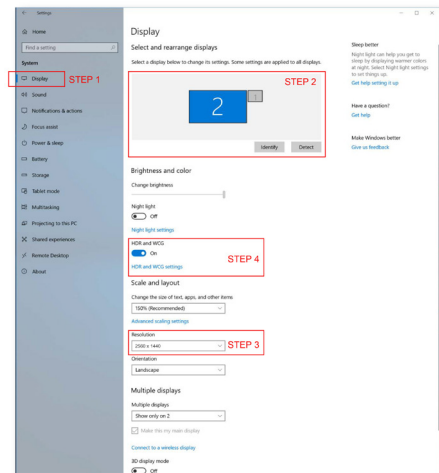 Settings
Home
Find a setting
System
Display
STEP 1
Sound
Notifications & actions
Focus assist
Power & sleep
Battery
Storage
Tablet mode
Multitasking
Projecting to this PC
Shared experiences
Remote Desktop
About
Display
Select and rearrange displays
Select a display below to change its settings. Some settings are applied to all displays.
STEP 2
2
1
Identify
Detect
Brightness and color
Change brightness
Night light
Off
Night light settings
HDR and WCG
On
STEP 4
HDR and WCG settings
Scale and layout
Change the size of text, apps, and other items
150% (Recommended)
Advanced scaling settings
Resolution
2560 x 1440
STEP 3
Orientation
Landscape
Multiple displays
Multiple displays
Show only on 2
Make this my main display
Connect to a wireless display
3D display mode
Off
Sleep better
Night light can help you get to
sleep by displaying warmer colors
at night. Select Night light settings
to set things up.
Get help setting it up
Have a question?
Get help
Make Windows better
Give us feedback